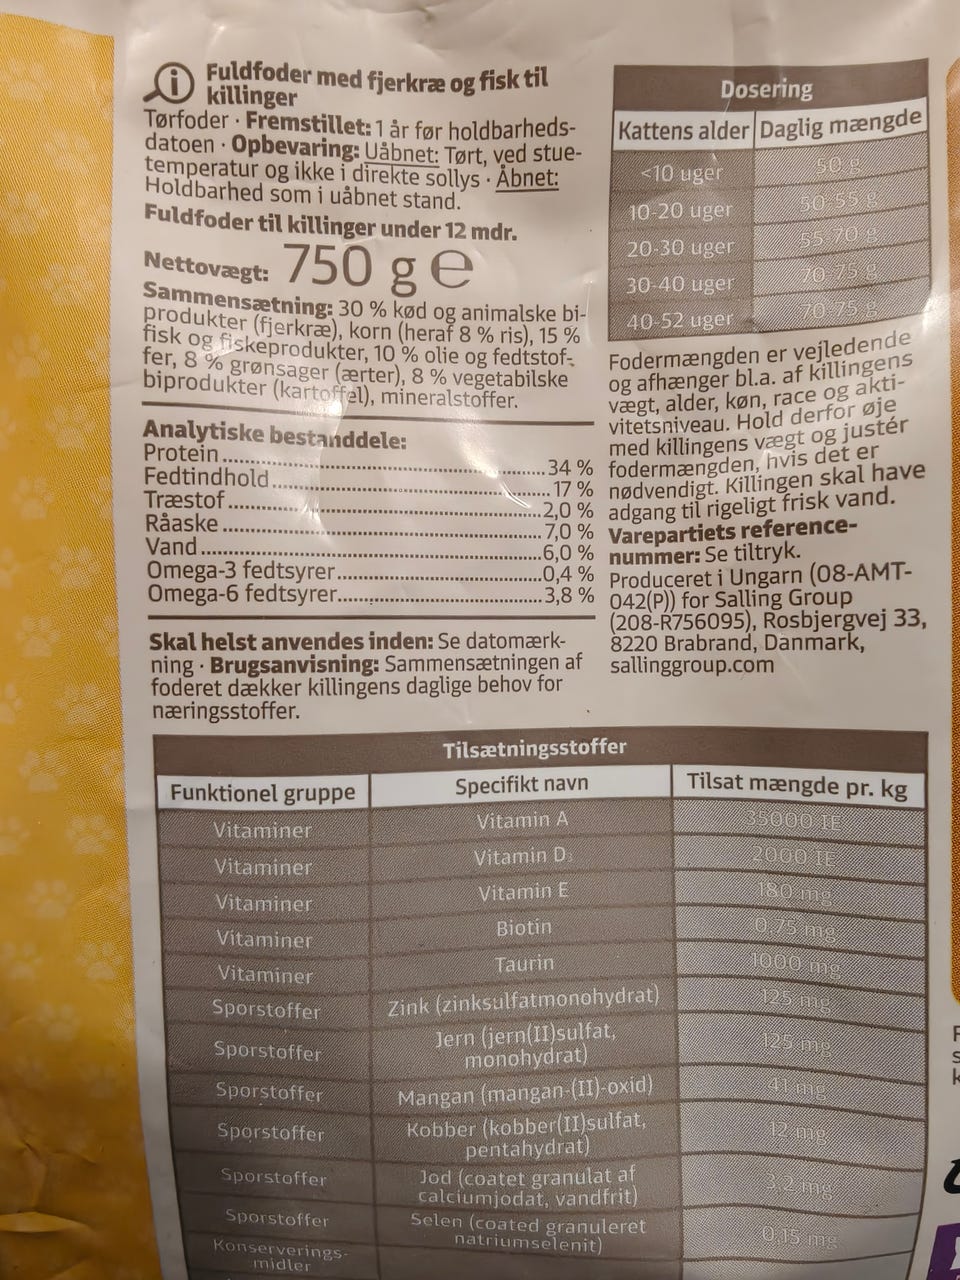 Fuldfoder med fjerkræ og fisk til
killinger
Tørfoder · Fremstillet: 1 år før holdbarheds-
datoen · Opbevaring: Uåbnet: Tørt, ved stue-
temperatur og ikke i direkte sollys · Åbnet:
Holdbarhed som i uåbnet stand.
Fuldfoder til killinger under 12 mdr.
Nettovægt: 750 g e
Sammensætning: 30 % kød og animalske bi-
produkter (fjerkræ), korn (heraf 8 % ris), 15 %
fisk og fiskeprodukter, 10 % olie og fedtstof-
fer, 8 % grønsager (ærter), 8 % vegetabilske
biprodukter (kartoffel), mineralstoffer.
Analytiske bestanddele:
Protein 34 %
Fedtindhold 17 %
Træstof 2,0 %
Råaske 7,0 %
Vand 6,0 %
Omega-3 fedtsyrer 0,4 %
Omega-6 fedtsyrer 3,8 %
Skal helst anvendes inden: Se datomærk-
ning · Brugsanvisning: Sammensætningen af
foderet dækker killingens daglige behov for
næringsstoffer.
Dosering
Kattens alder Daglig mængde
<10 uger 50 g
10-20 uger 50-55 g
20-30 uger 55-70 g
30-40 uger 70-75 g
40-52 uger 70-75 g
Fodermængden er vejledende
og afhænger bl.a. af killingens
vægt, alder, køn, race og akti-
vitetsniveau. Hold derfor øje
med killingens vægt og justér
fodermængden, hvis det er
nødvendigt. Killingen skal have
adgang til rigeligt frisk vand.
Varepartiets reference-
nummer: Se tiltryk.
Produceret i Ungarn (08-AMT-
042(P)) for Salling Group
(208-R756095), Rosbjergvej 33,
8220 Brabrand, Danmark,
sallinggroup.com
Tilsætningsstoffer
Funktionel gruppe Specifikt navn Tilsat mængde pr. kg
Vitaminer Vitamin A 35000 IE
Vitaminer Vitamin D3 2000 IE
Vitaminer Vitamin E 180 mg
Vitaminer Biotin 0,75 mg
Vitaminer Taurin 1000 mg
Sporstoffer Zink (zinksulfatmonohydrat) 125 mg
Sporstoffer Jern (jern(II)sulfat,
monohydrat) 125 mg
Sporstoffer Mangan (mangan-(II)-oxid) 41 mg
Sporstoffer Kobber (kobber(II)sulfat,
pentahydrat) 12 mg
Sporstoffer Jod (coatet granulat af
calciumjodat, vandfrit) 3,2 mg
Sporstoffer Selen (coated granuleret
natriumselenit) 0,15 mg
Konserverings-
midler